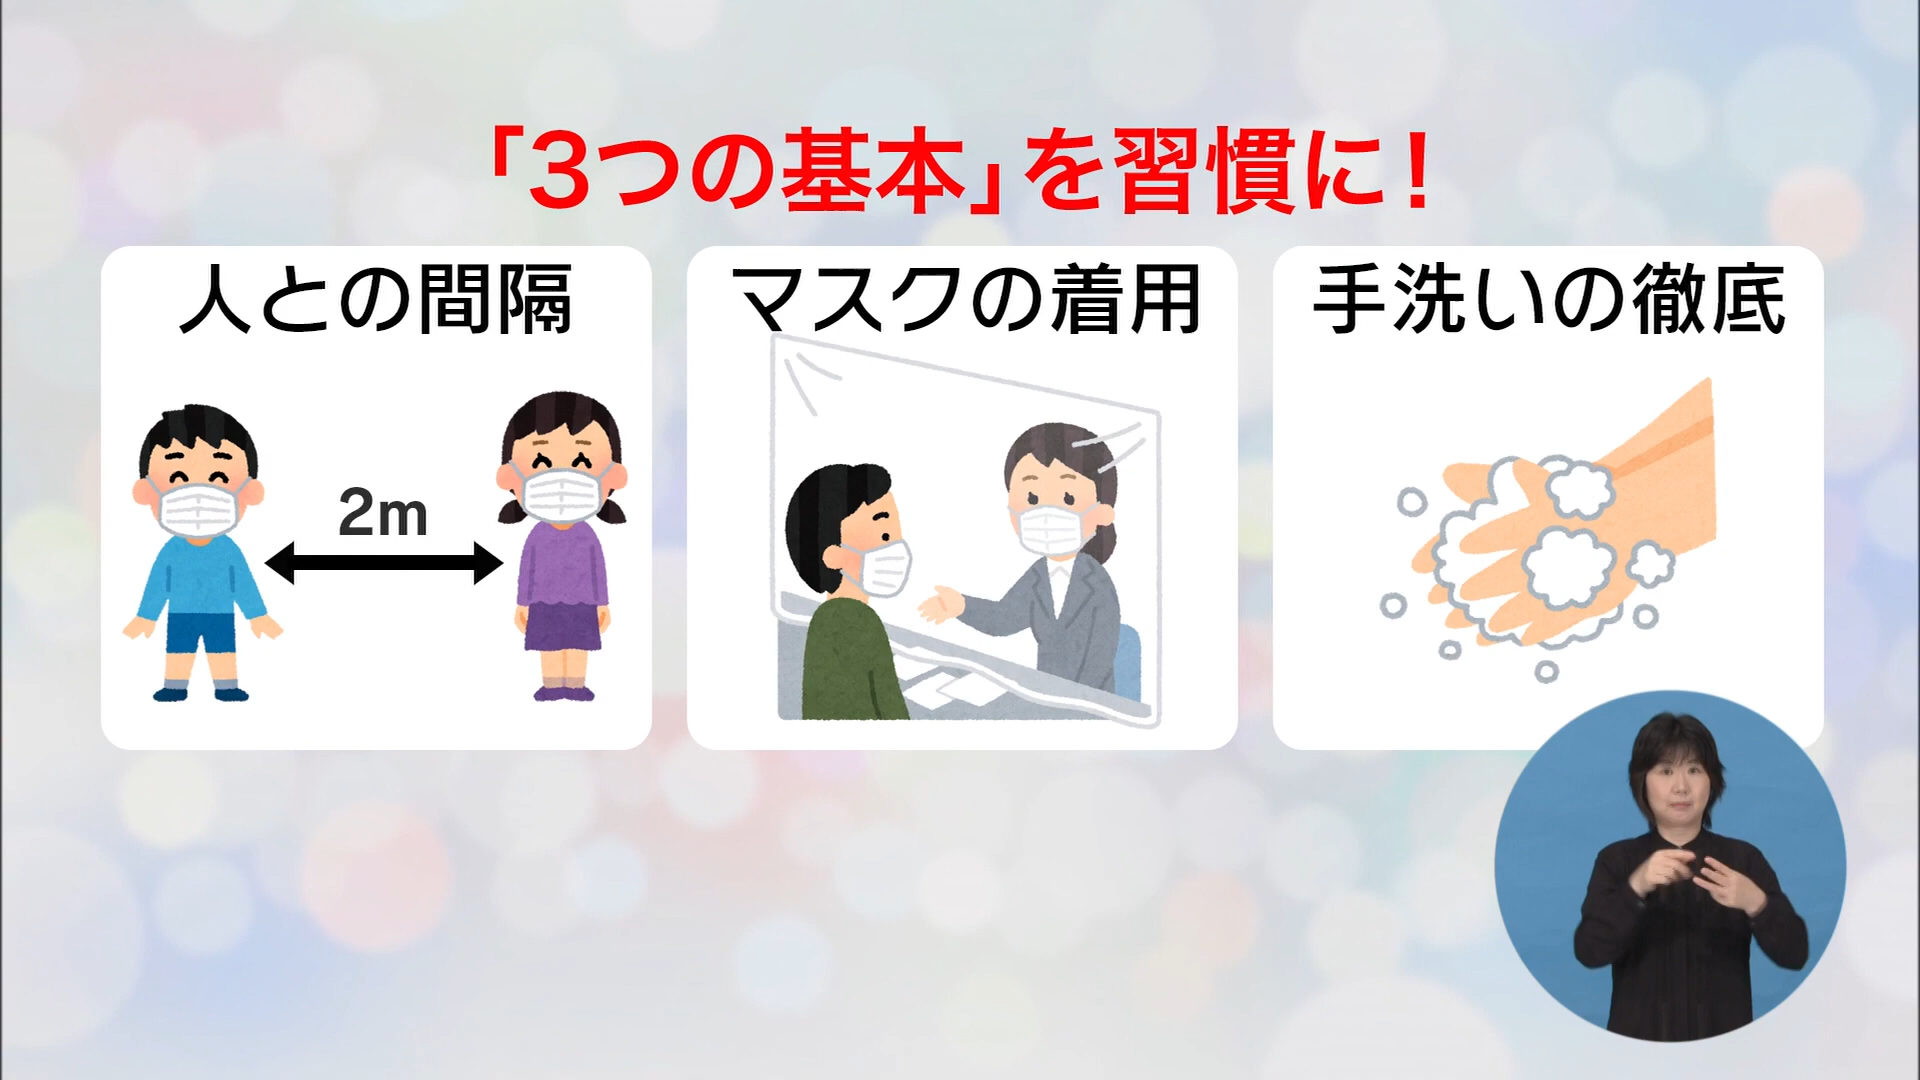 「3つの基本」を習慣に!
人との間隔
2m
マスクの着用
手洗いの徹底